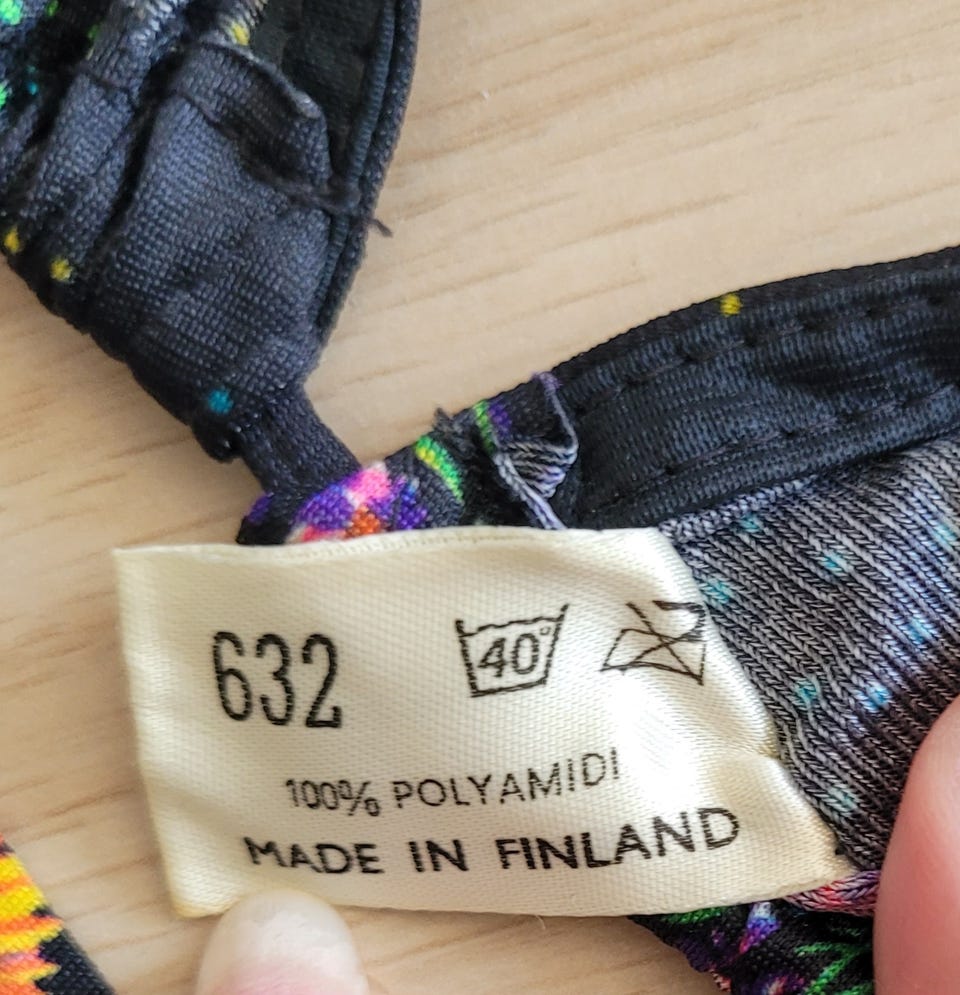 632
40°
100% POLYAMIDI
MADE IN FINLAND